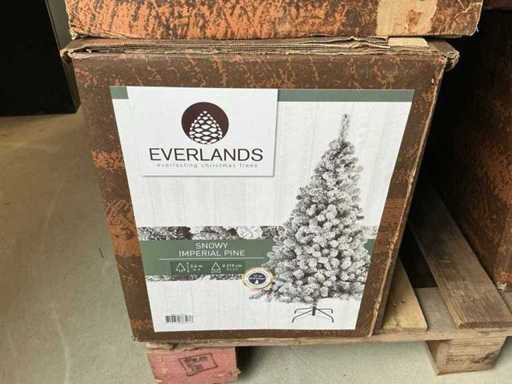 EVERLANDS
everlasting christmas trees
SNOWY
IMPERIAL PINE